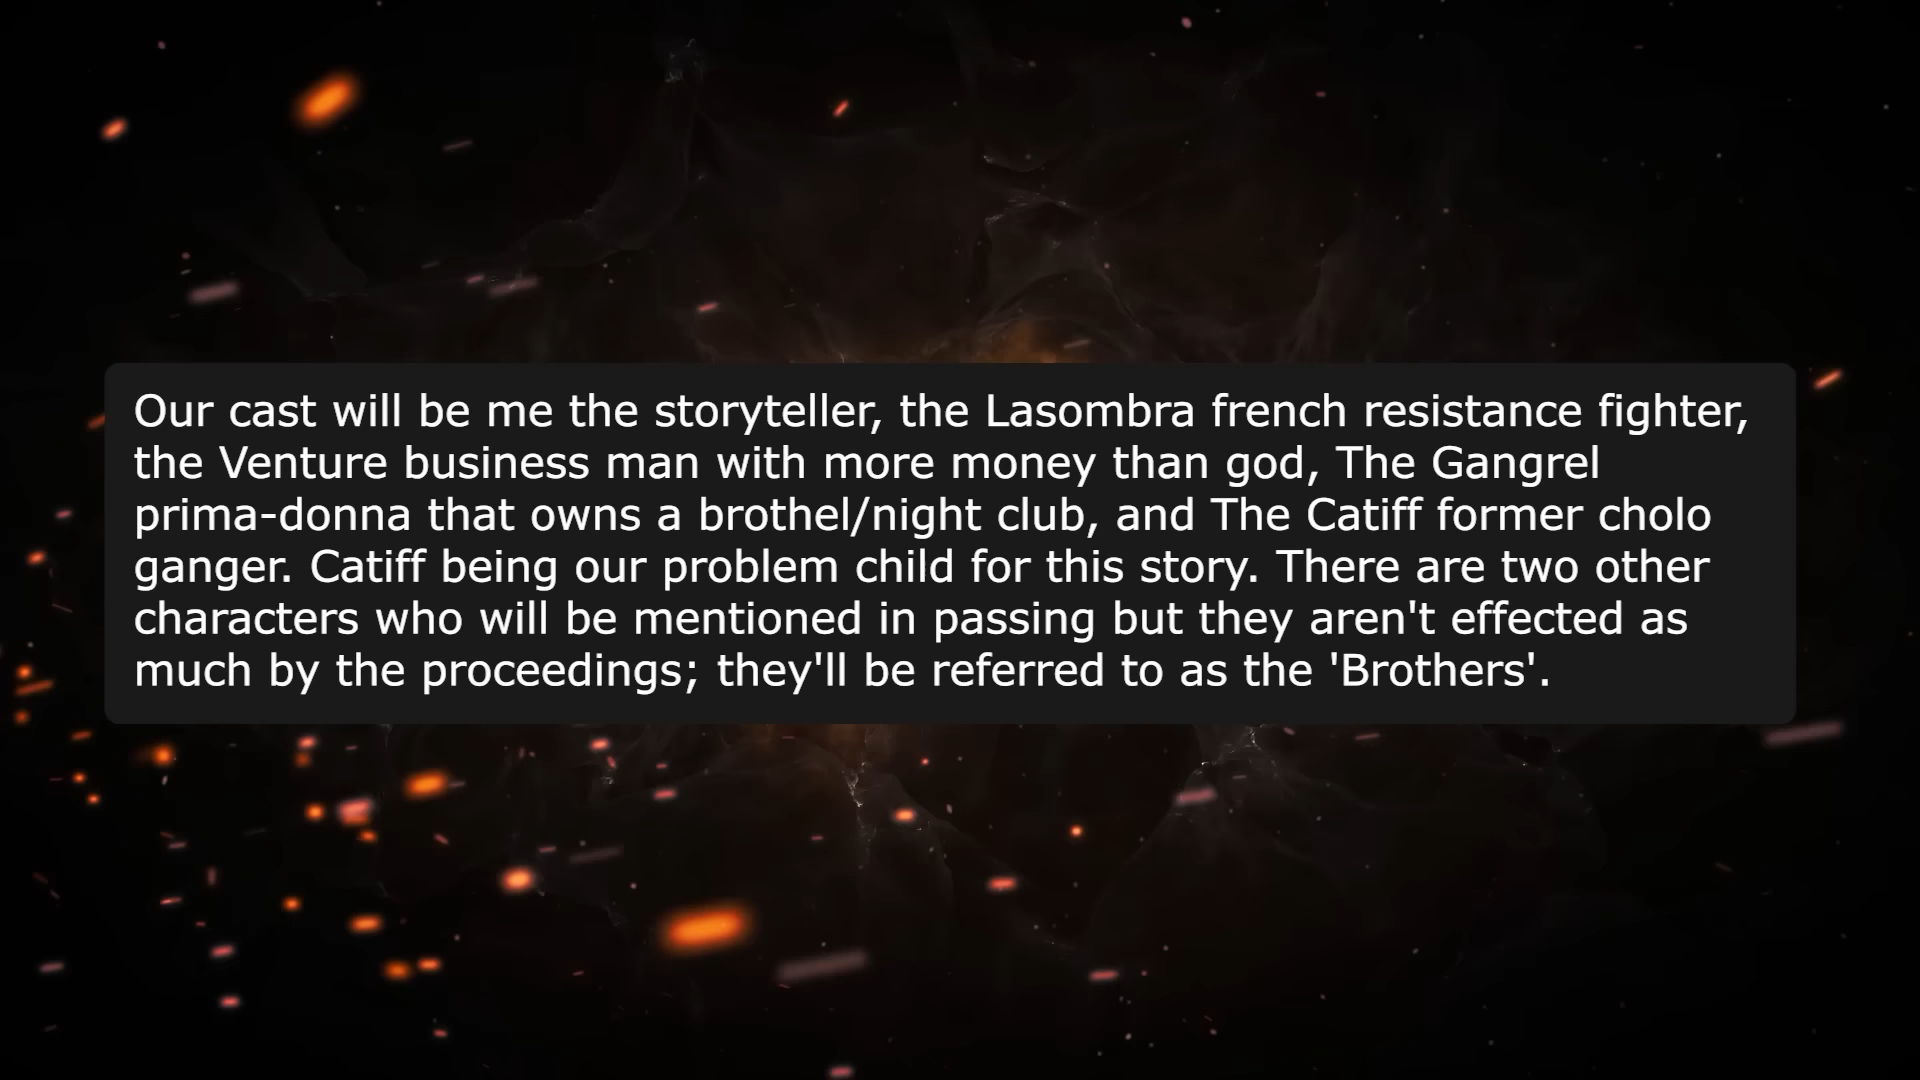 Our cast will be me the storyteller, the Lasombra french resistance fighter,
the Venture business man with more money than god, The Gangrel
prima-donna that owns a brothel/night club, and The Catiff former cholo
ganger. Catiff being our problem child for this story. There are two other
characters who will be mentioned in passing but they aren't effected as
much by the proceedings; they'll be referred to as the 'Brothers'.